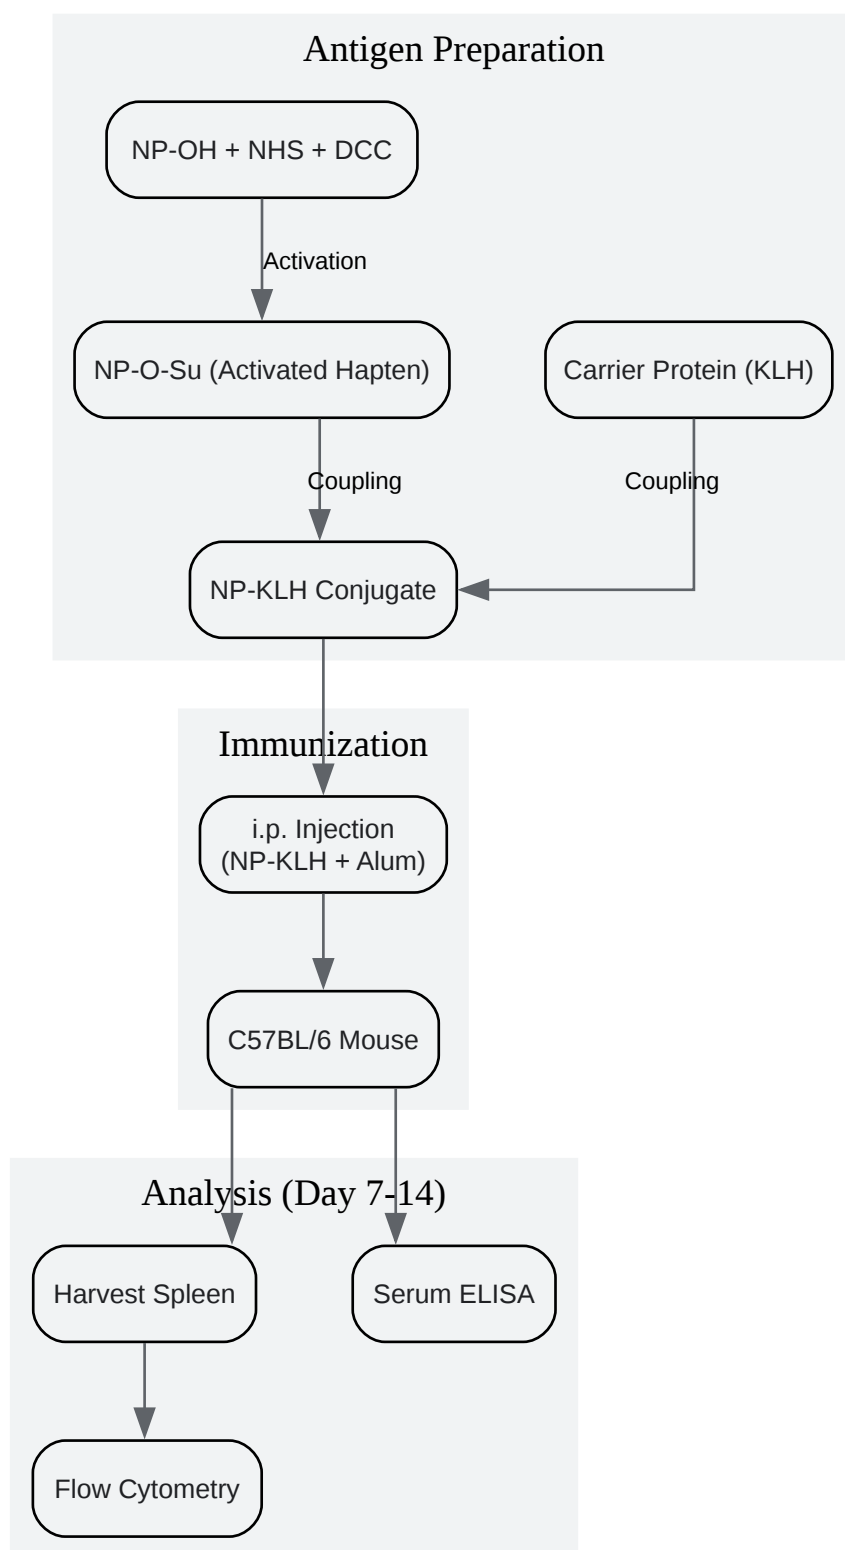 Antigen Preparation
NP-OH + NHS + DCC
Activation
NP-O-Su (Activated Hapten)
Carrier Protein (KLH)
Coupling
Coupling
NP-KLH Conjugate
Immunization
i.p. Injection
(NP-KLH + Alum)
C57BL/6 Mouse
Analysis (Day 7-14)
Harvest Spleen
Serum ELISA
Flow Cytometry